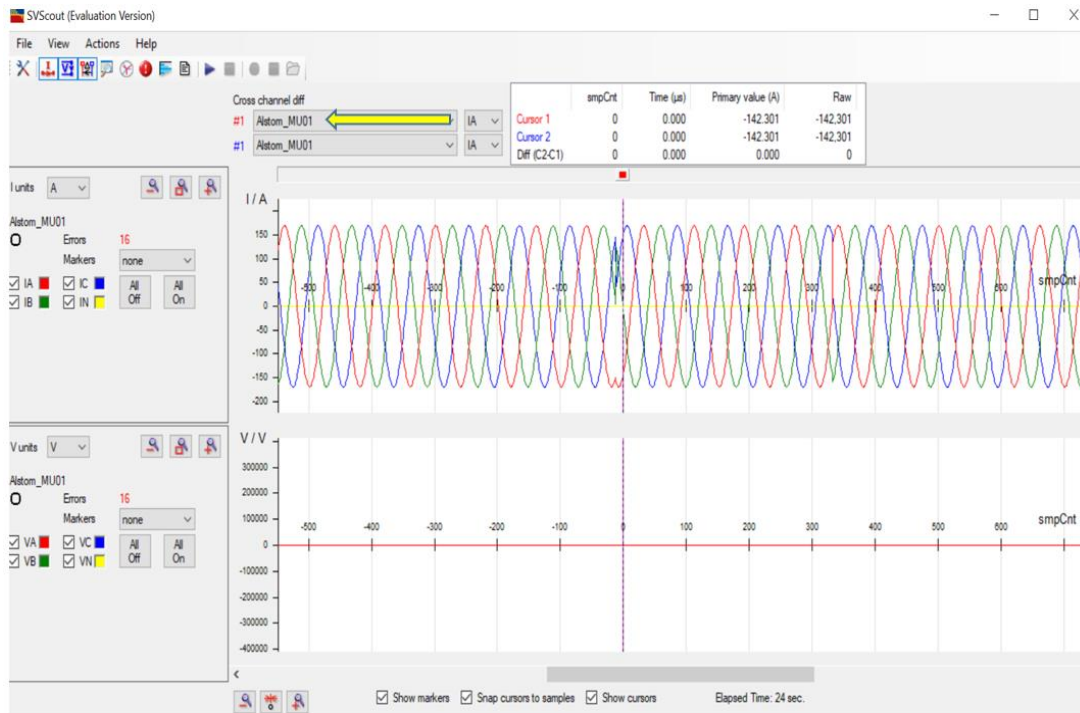 SVScout (Evaluation Version)
File View Actions Help
Cross channel diff
#1 Alstom_MU01 IA
#1 Alstom_MU01 IA
smpCnt Time (µs) Primary value (A) Raw
Cursor 1 0 0.000 -142.301 -142,301
Cursor 2 0 0.000 -142.301 -142,301
Diff (C2-C1) 0 0.000 0.000 0
I units A
Alstom_MU01
O Errors 16
Markers none
IA IC All Off All On
IB IN
I / A
150
100
50
0
-50
-100
-150
-200
-500 -400 -300 -200 -100 0 100 200 300 400 500 600
smpCnt
V units V
Alstom_MU01
O Errors 16
Markers none
VA VC All Off All On
VB VN
V / V
300000
200000
100000
0
-100000
-200000
-300000
-400000
-500 -400 -300 -200 -100 0 100 200 300 400 500 600
smpCnt
Show markers Snap cursors to samples Show cursors Elapsed Time: 24 sec.